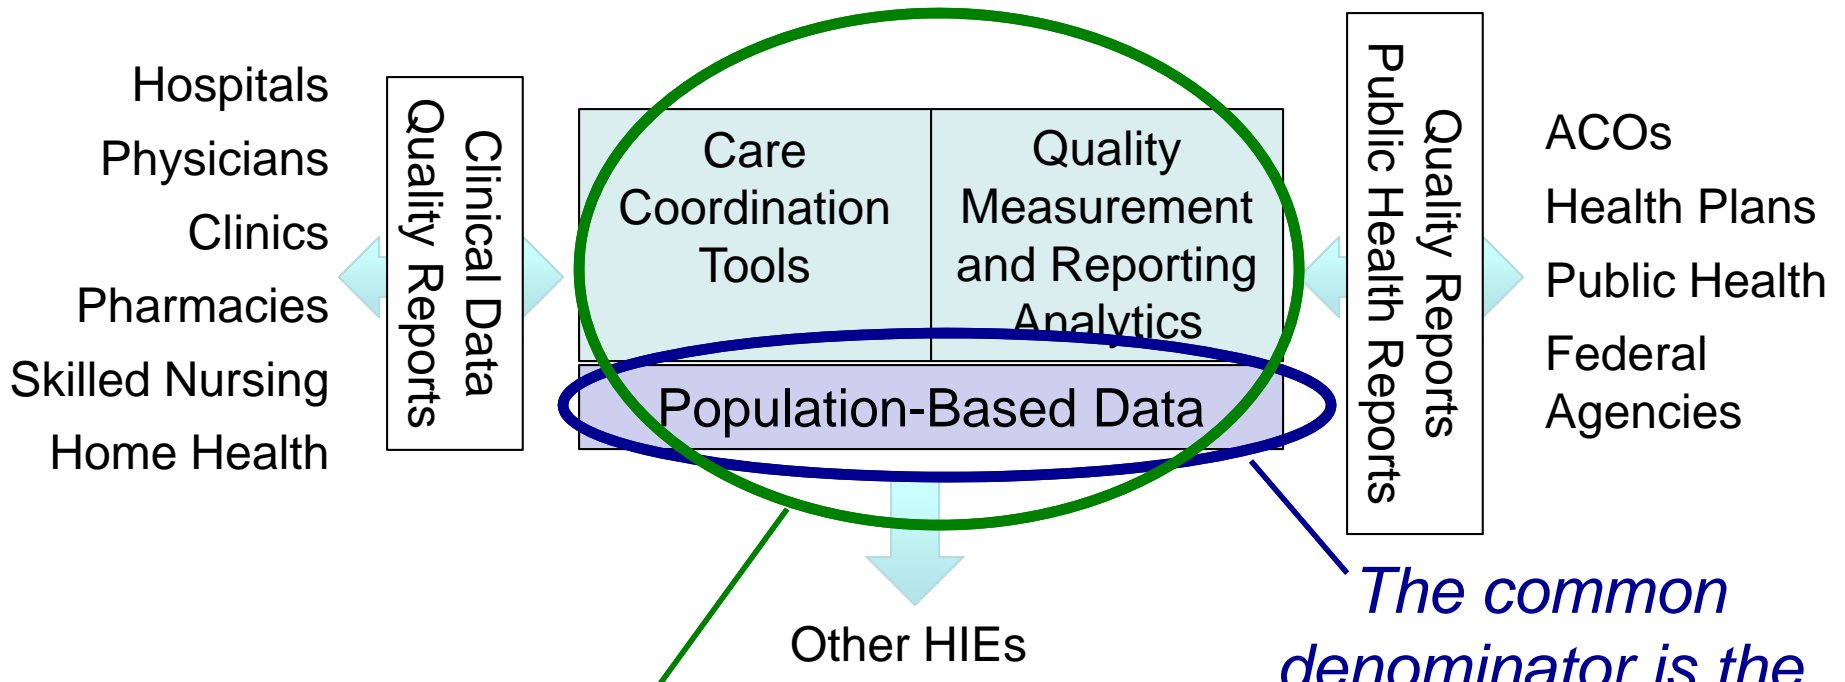 Hospitals
Physicians
Clinics
Pharmacies
Skilled Nursing
Home Health
Clinical Data
Quality Reports
Care
Coordination
Tools
Quality
Measurement
and Reporting
Analytics
Population-Based Data
Quality Reports
Public Health Reports
ACOs
Health Plans
Public Health
Federal
Agencies
Other HIEs
The common
denominator is the